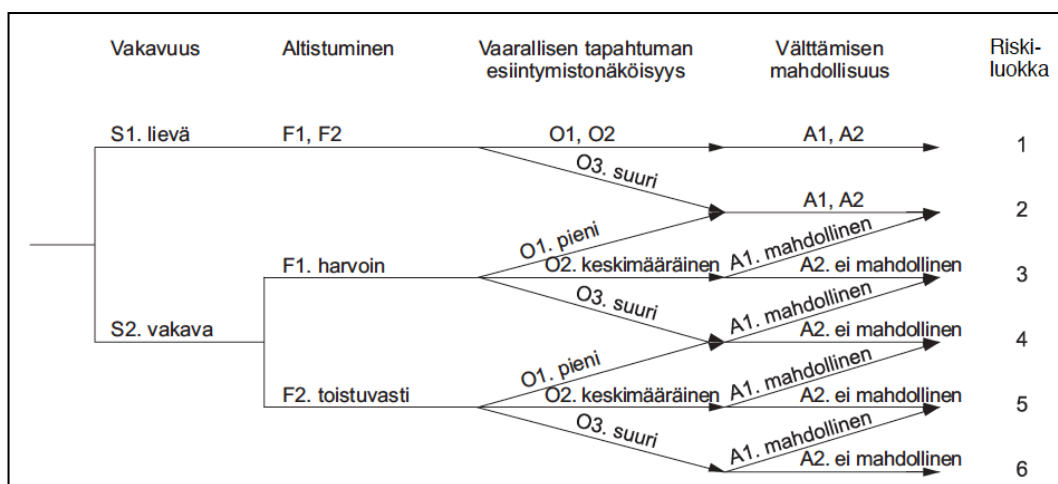 Vakavuus
Altistuminen
Vaarallisen tapahtuman
esiintymistonäköisyys
Välttämisen
mahdollisuus
Riski-
luokka
S1. lievä
F1, F2
O1, O2
A1, A2
1
O3. suuri
A1, A2
2
O1. pieni
A1. mahdollinen
F1. harvoin
O2. keskimääräinen
A2. ei mahdollinen
3
O3. suuri
A1. mahdollinen
S2. vakava
A2. ei mahdollinen
4
O1. pieni
A1. mahdollinen
F2. toistuvasti
O2. keskimääräinen
A2. ei mahdollinen
5
O3. suuri
A1. mahdollinen
A2. ei mahdollinen
6